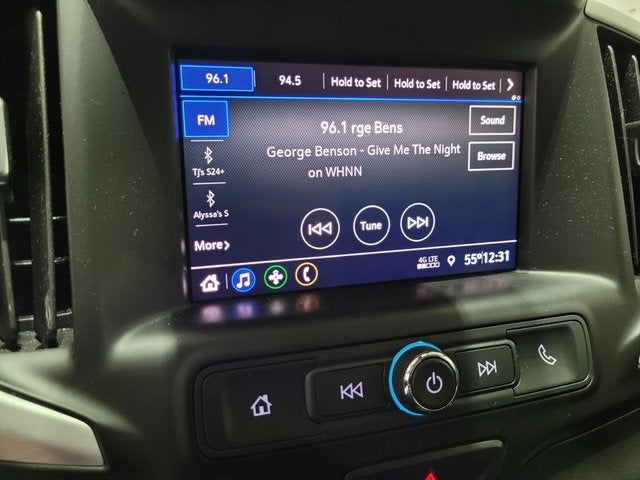 96.1 94.5 Hold to Set Hold to Set Hold to Set
FM
Sound
96.1 rge Bens
George Benson - Give Me The Night
on WHNN
Browse
TJ's S24+
Alyssa's S
Tune
More
4G LTE
55° 12:31